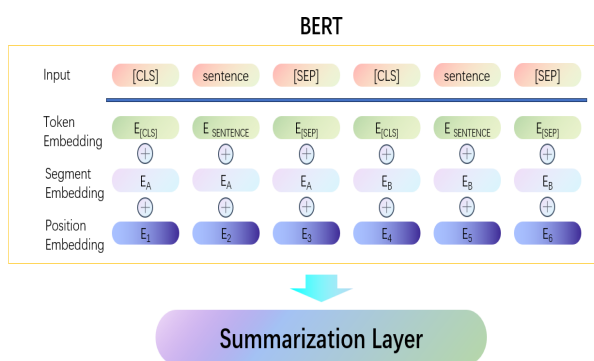 BERT
Input [CLS] sentence [SEP] [CLS] sentence [SEP]
Token Embedding E[CLS] E SENTENCE E[SEP] E[CLS] E SENTENCE E[SEP]
+ + + + + +
Segment Embedding EA EA EA EB EB EB
+ + + + + +
Position Embedding E1 E2 E3 E4 E5 E6
Summarization Layer